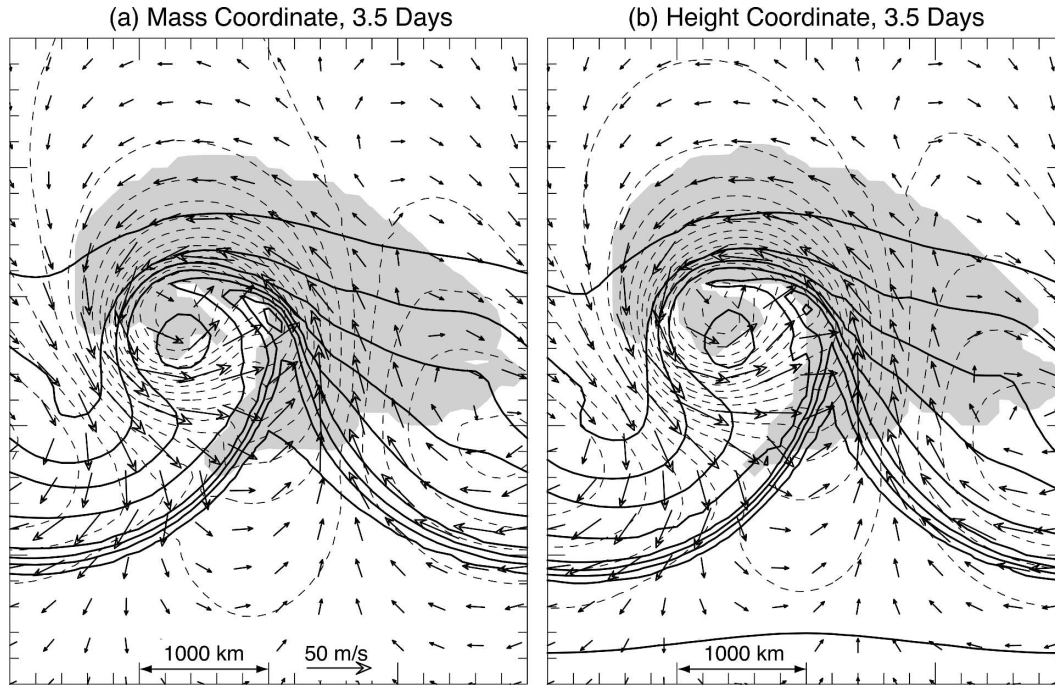 (a) Mass Coordinate, 3.5 Days
(b) Height Coordinate, 3.5 Days
1000 km
50 m/s
1000 km